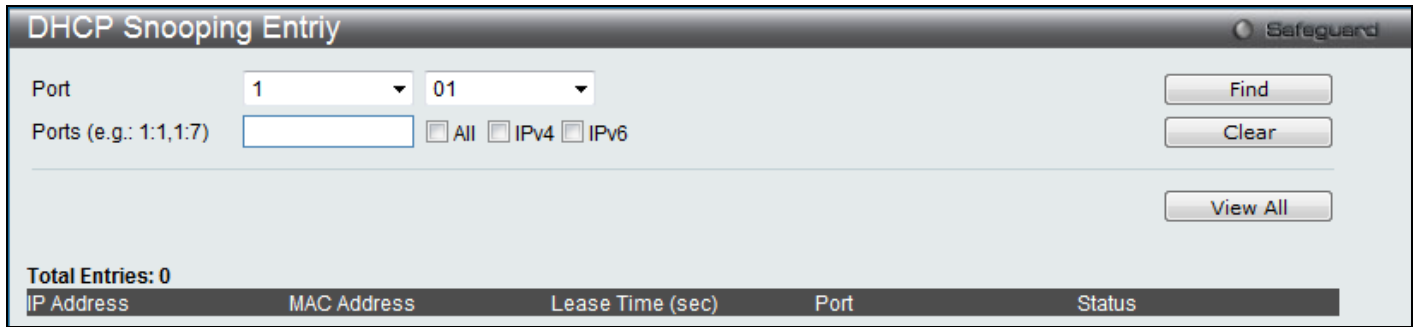 DHCP Snooping Entriy
Safeguard
Port 1 01 Find
Ports (e.g.: 1:1,1:7) All IPv4 IPv6 Clear
View All
Total Entries: 0
IP Address MAC Address Lease Time (sec) Port Status